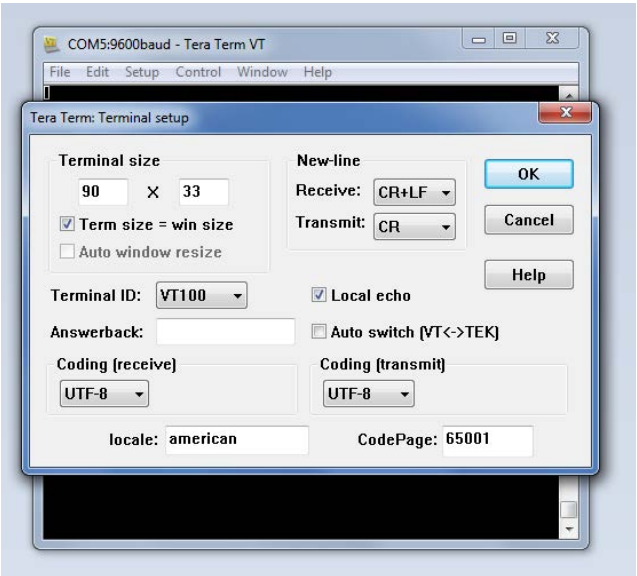 COM5:9600baud - Tera Term VT
File Edit Setup Control Window Help
Tera Term: Terminal setup
Terminal size
90 X 33
Term size = win size
Auto window resize
New-line
Receive: CR+LF
Transmit: CR
OK
Cancel
Help
Terminal ID: VT100
Local echo
Answerback:
Auto switch (VT<->TEK)
Coding (receive)
UTF-8
Coding (transmit)
UTF-8
locale: american
CodePage: 65001